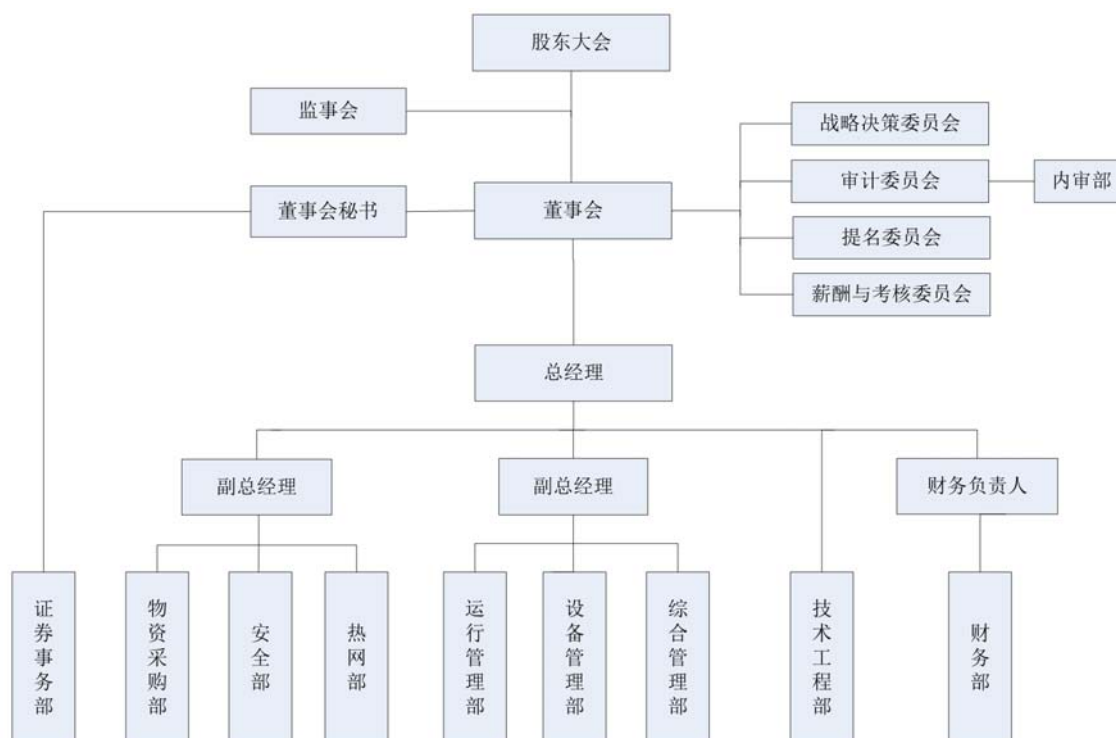 股东大会
监事会
战略决策委员会
审计委员会
内审部
董事会秘书
董事会
提名委员会
薪酬与考核委员会
总经理
副总经理
副总经理
财务负责人
证券事务部
物资采购部
安全部
热网部
运行管理部
设备管理部
综合管理部
技术工程部
财务部